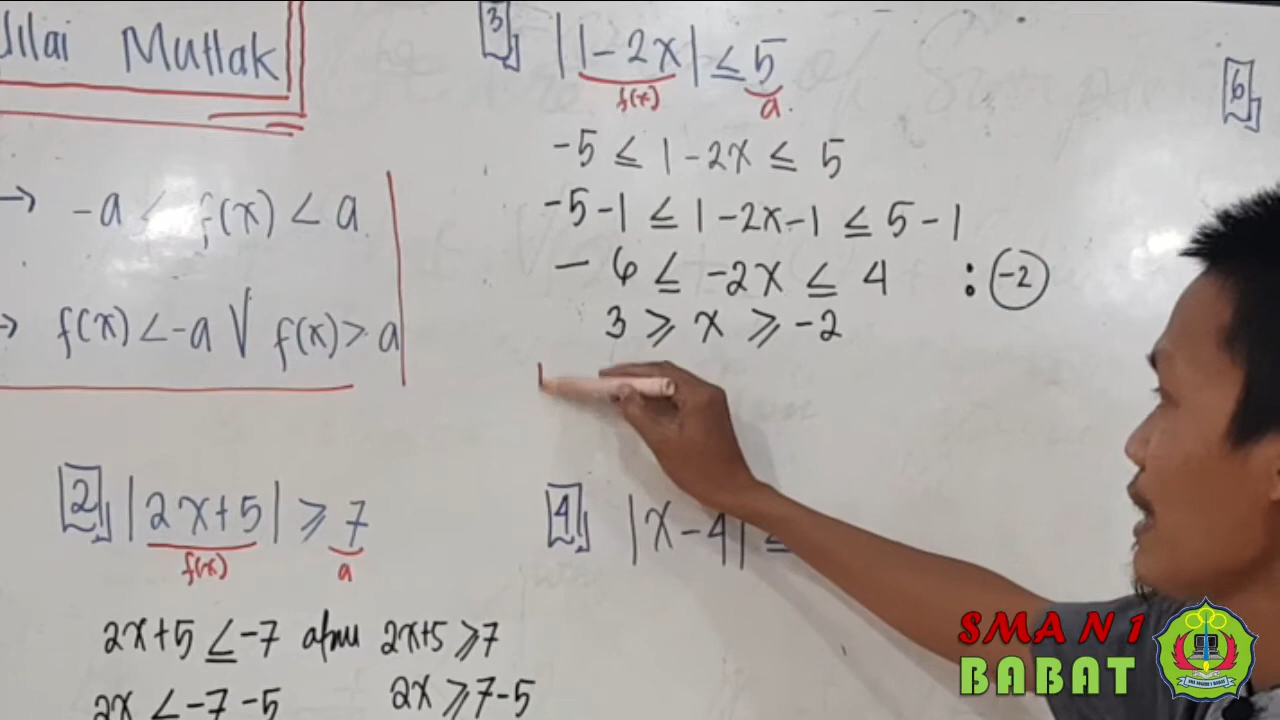 Nilai Mutlak
→ -a < f(x) < a
→ f(x) < -a V f(x) > a
2 |2x+5| ≥ 7
f(x) a
2x+5 ≤ -7 atau 2x+5 ≥ 7
2x < -7 -5 2x ≥ 7-5
3 |1-2x| ≤ 5
f(x) a.
-5 ≤ 1-2x ≤ 5
-5-1 ≤ 1-2x-1 ≤ 5-1
-6 ≤ -2x ≤ 4 : -2
3 ≥ x ≥ -2
4 |x-4| ≤
6
SMA N 1
BABAT